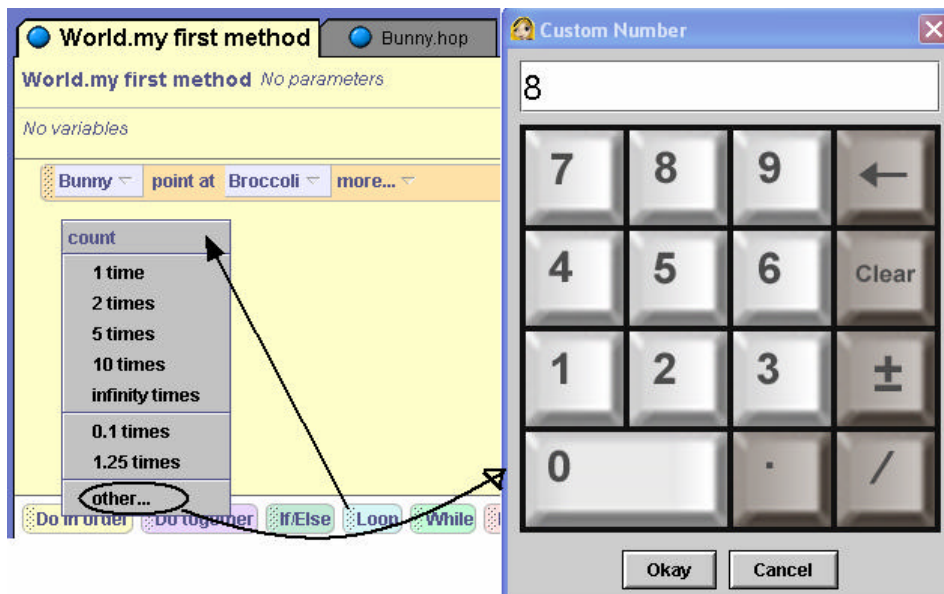 World.my first method
Bunny.hop
World.my first method No parameters
No variables
Bunny point at Broccoli more...
count
1 time
2 times
5 times
10 times
infinity times
0.1 times
1.25 times
other...
Do in order Do together If/Else Loop While
Custom Number
8
7 8 9 ←
4 5 6 Clear
1 2 3 ±
0 . /
Okay Cancel